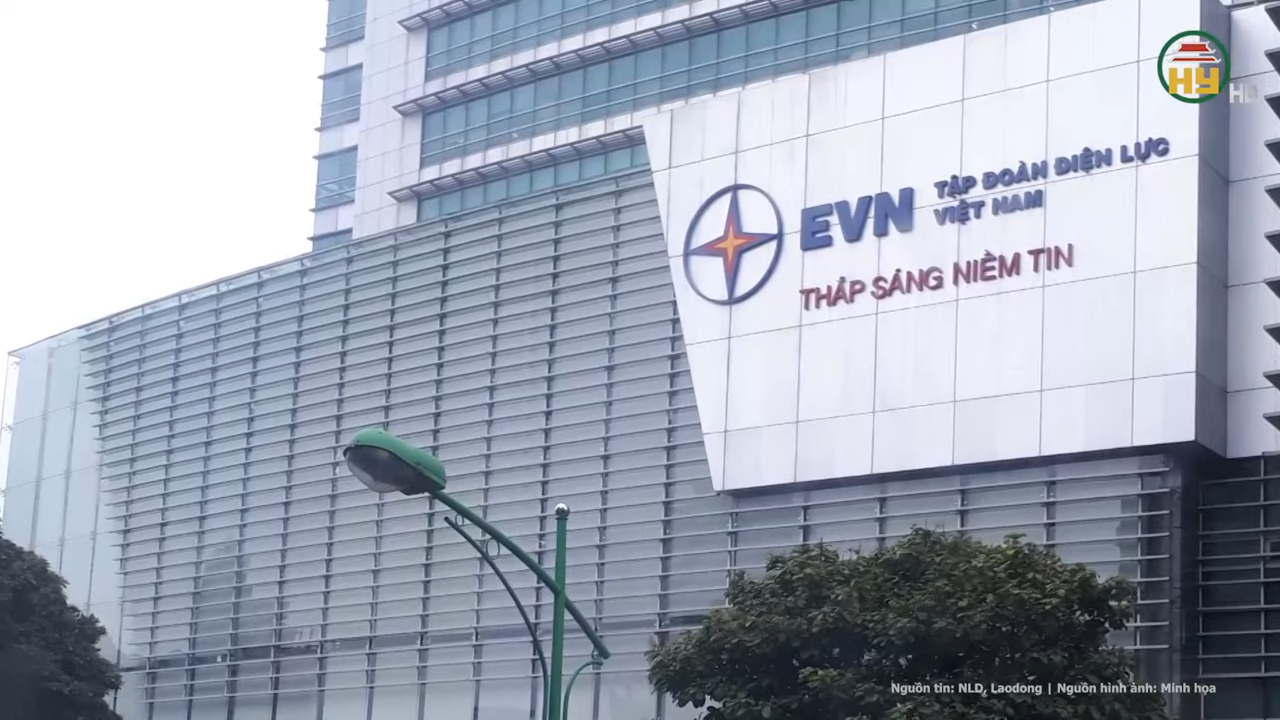 HY
HD
EVN
TẬP ĐOÀN ĐIỆN LỰC
VIỆT NAM
THẮP SÁNG NIỀM TIN
Nguồn tin: NLD, Laodong | Nguồn hình ảnh: Minh họa